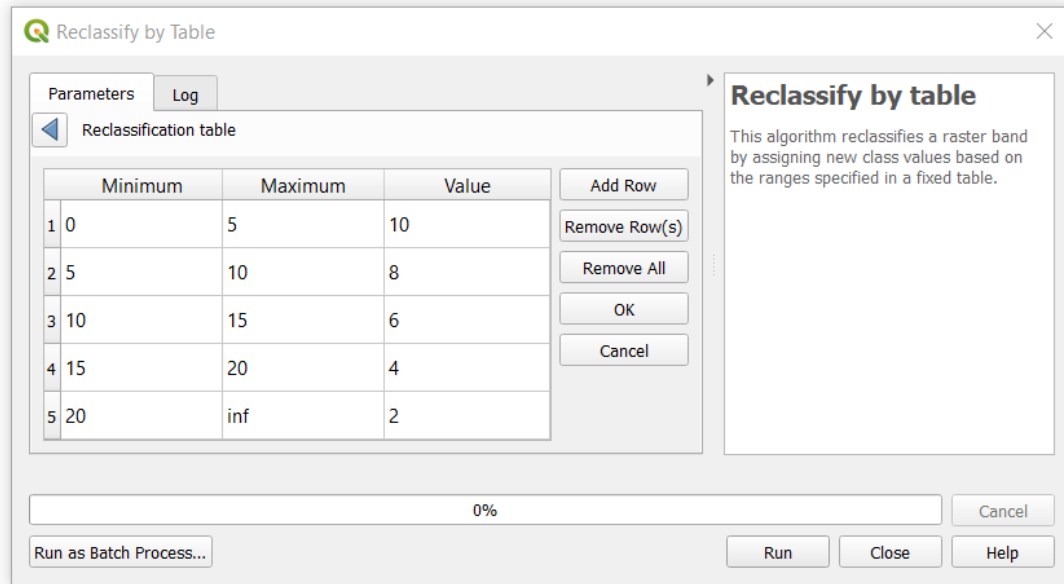 Reclassify by Table
Parameters Log
Reclassification table
Minimum Maximum Value
1 0 5 10
2 5 10 8
3 10 15 6
4 15 20 4
5 20 inf 2
Add Row
Remove Row(s)
Remove All
OK
Cancel
Reclassify by table
This algorithm reclassifies a raster band
by assigning new class values based on
the ranges specified in a fixed table.
0% Cancel
Run as Batch Process... Run Close Help